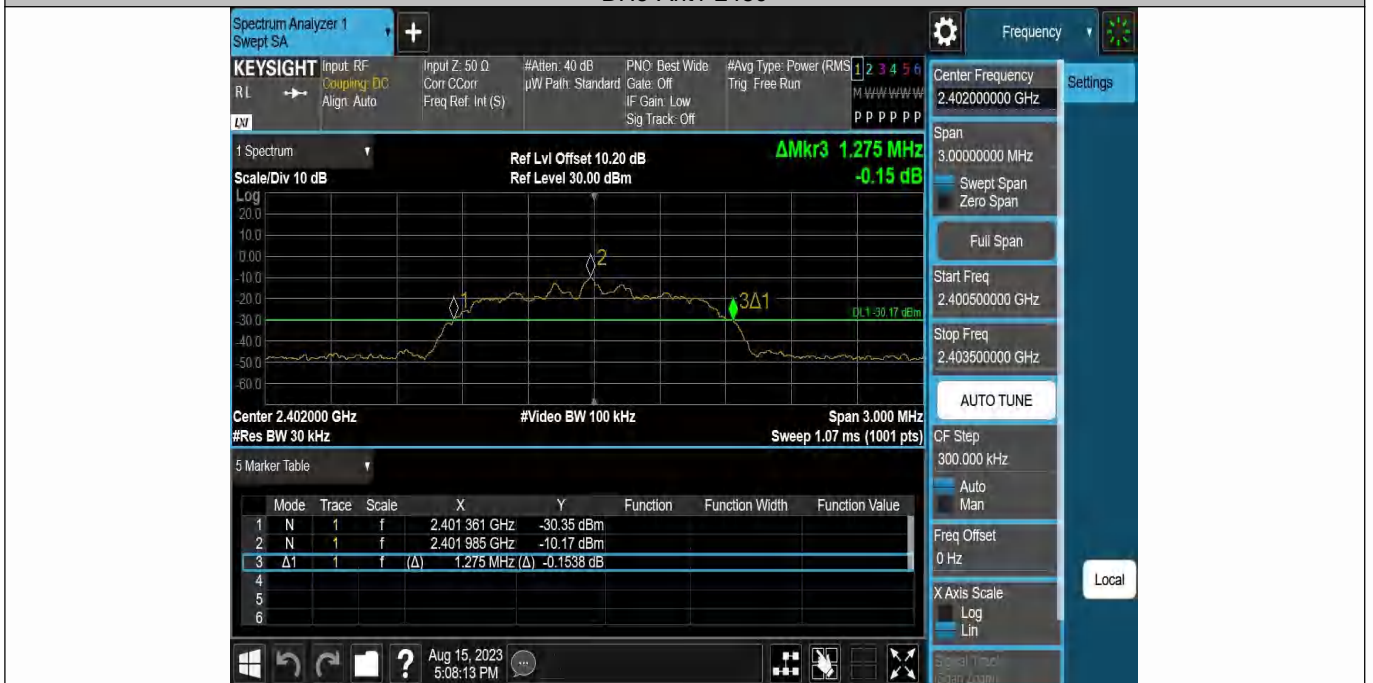 Spectrum Analyzer 1
Swept SA
+
Frequency
KEYSIGHT
RL
LXI
Input: RF
Coupling: DC
Align: Auto
Input Z: 50 Ω
Corr CCorr
Freq Ref: Int (S)
#Atten: 40 dB
µW Path: Standard
PNO: Best Wide
Gate: Off
IF Gain: Low
Sig Track: Off
#Avg Type: Power (RMS
Trig: Free Run
1 2 3 4 5 6
M W W W W W
P P P P P P
1 Spectrum
Scale/Div 10 dB
Ref Lvl Offset 10.20 dB
Ref Level 30.00 dBm
ΔMkr3 1.275 MHz
-0.15 dB
Log
20.0
10.0
0.00
-10.0
-20.0
-30.0
-40.0
-50.0
-60.0
1
2
3Δ1
DL1 -30.17 dBm
Center 2.402000 GHz
#Video BW 100 kHz
Span 3.000 MHz
#Res BW 30 kHz
Sweep 1.07 ms (1001 pts)
5 Marker Table
Mode Trace Scale X Y Function Function Width Function Value
1 N 1 f 2.401 361 GHz -30.35 dBm
2 N 1 f 2.401 985 GHz -10.17 dBm
3 Δ1 1 f (Δ) 1.275 MHz (Δ) -0.1538 dB
4
5
6
Aug 15, 2023
5:08:13 PM
?
Center Frequency
2.402000000 GHz
Settings
Span
3.00000000 MHz
Swept Span
Zero Span
Full Span
Start Freq
2.400500000 GHz
Stop Freq
2.403500000 GHz
AUTO TUNE
CF Step
300.000 kHz
Auto
Man
Freq Offset
0 Hz
Local
X Axis Scale
Log
Lin
Signal Track
(Span Zoom)